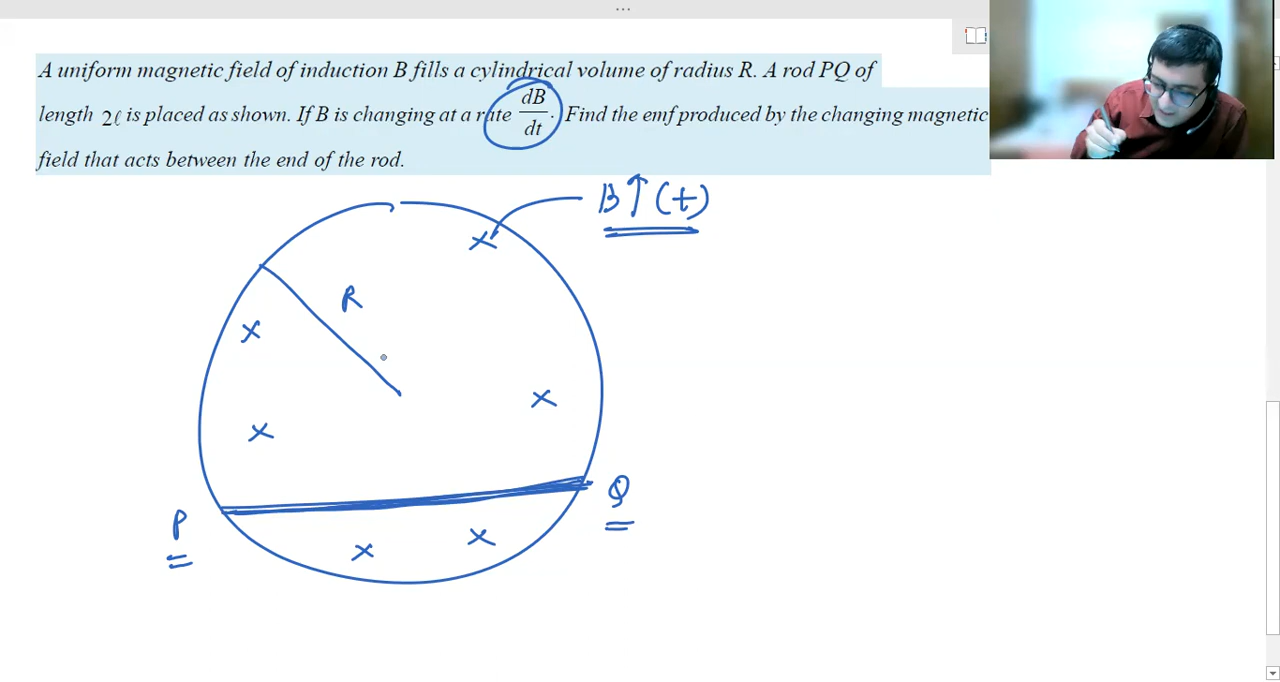 A uniform magnetic field of induction B fills a cylindrical volume of radius R. A rod PQ of
length 2ℓ is placed as shown. If B is changing at a rate dB/dt. Find the emf produced by the changing magnetic
field that acts between the end of the rod.
B↑(t)
R
P
Q